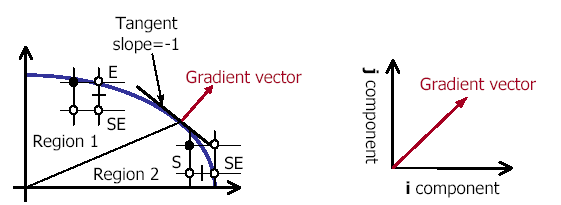 Tangent
slope=-1
E
Gradient vector
SE
Region 1
S
SE
Region 2
j component
Gradient vector
i component